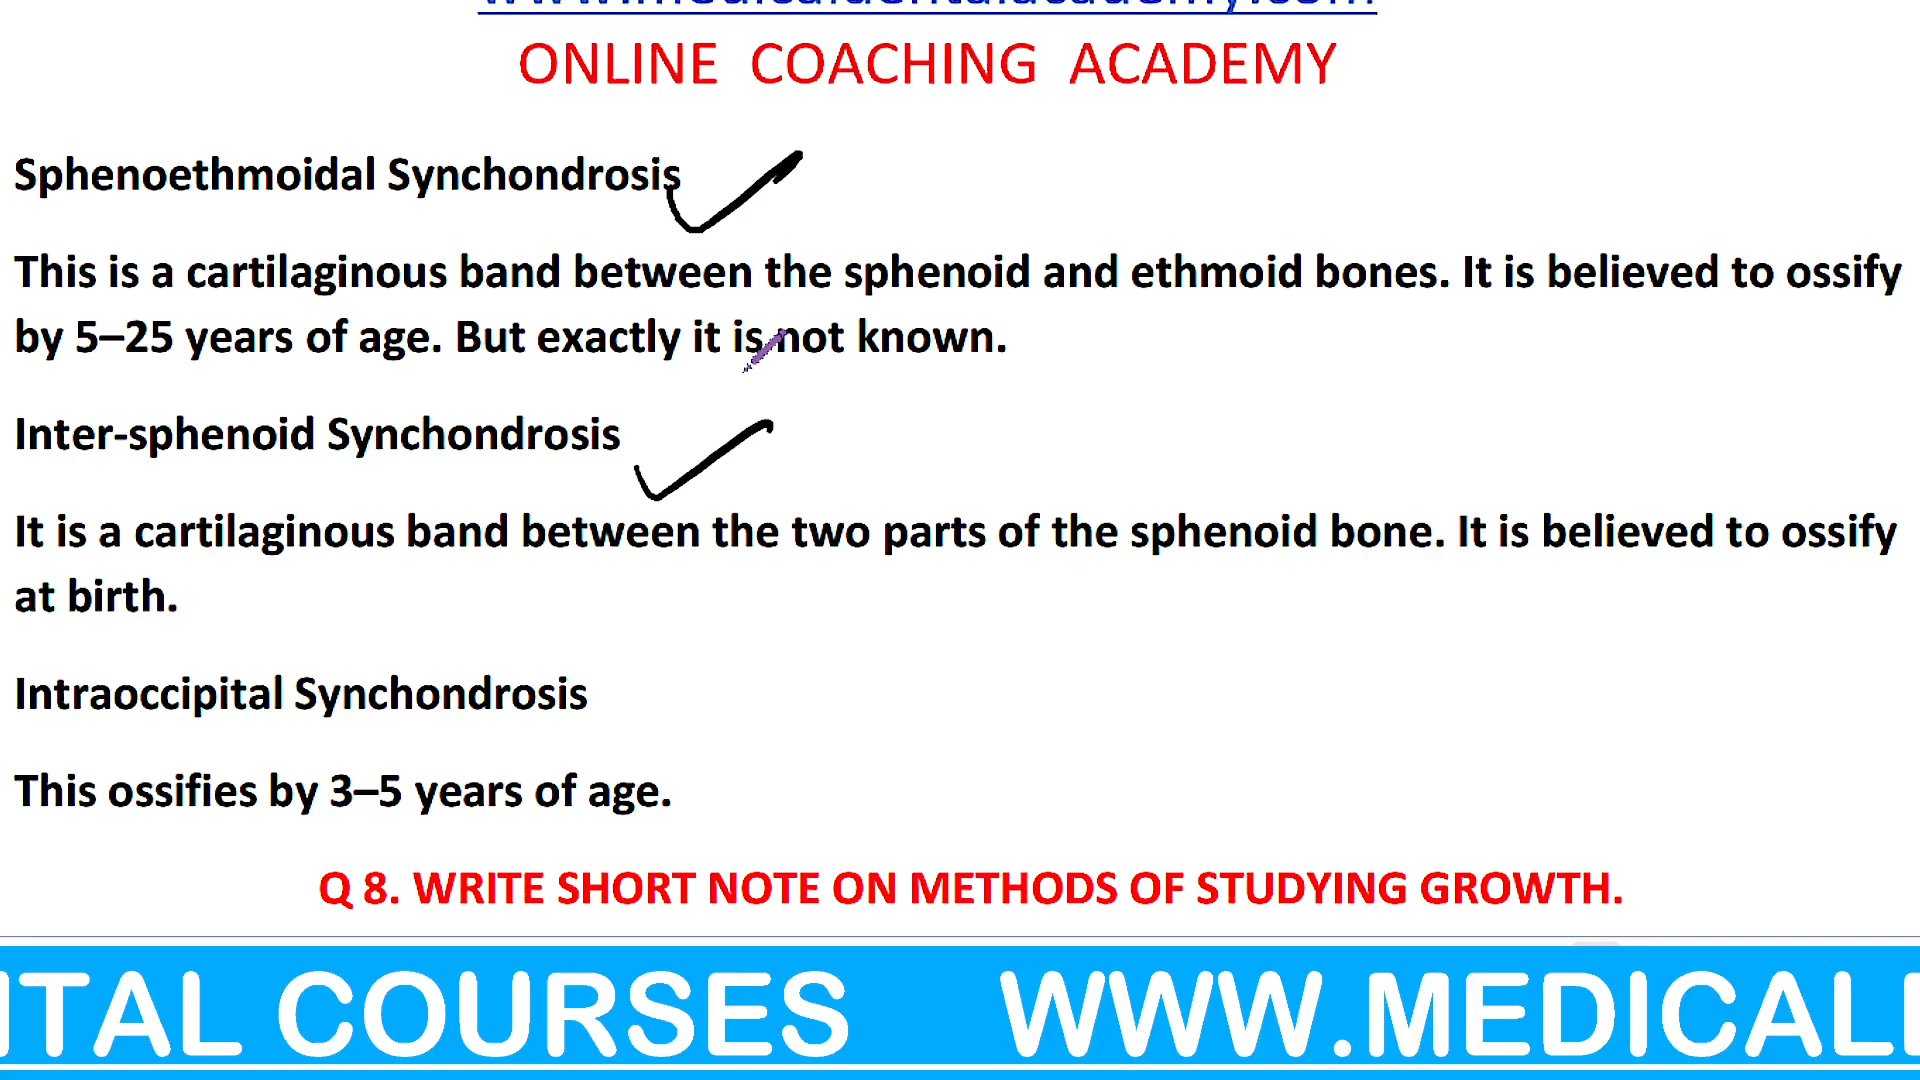 www.medicaldentalacademy.com
ONLINE COACHING ACADEMY
Sphenoethmoidal Synchondrosis
This is a cartilaginous band between the sphenoid and ethmoid bones. It is believed to ossify
by 5–25 years of age. But exactly it is not known.
Inter-sphenoid Synchondrosis
It is a cartilaginous band between the two parts of the sphenoid bone. It is believed to ossify
at birth.
Intraoccipital Synchondrosis
This ossifies by 3–5 years of age.
Q 8. WRITE SHORT NOTE ON METHODS OF STUDYING GROWTH.
NTAL COURSES WWW.MEDICAL